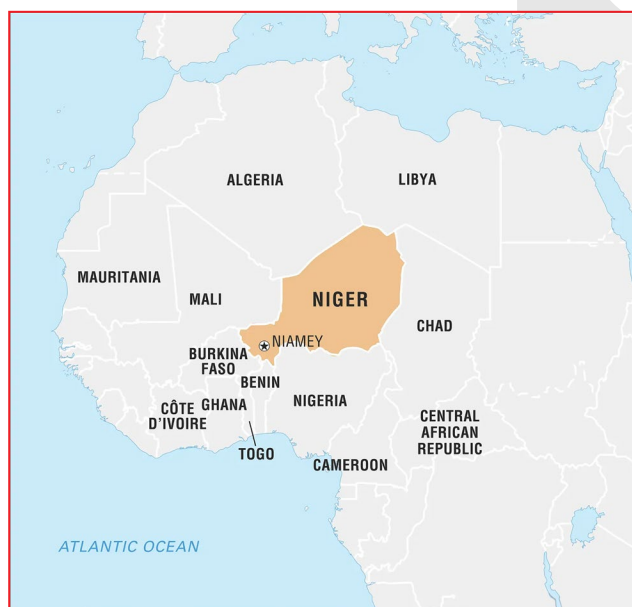 ALGERIA
LIBYA
MAURITANIA
MALI
NIGER
CHAD
NIAMEY
BURKINA
FASO
BENIN
CÔTE
D'IVOIRE
GHANA
NIGERIA
TOGO
CAMEROON
CENTRAL
AFRICAN
REPUBLIC
ATLANTIC OCEAN